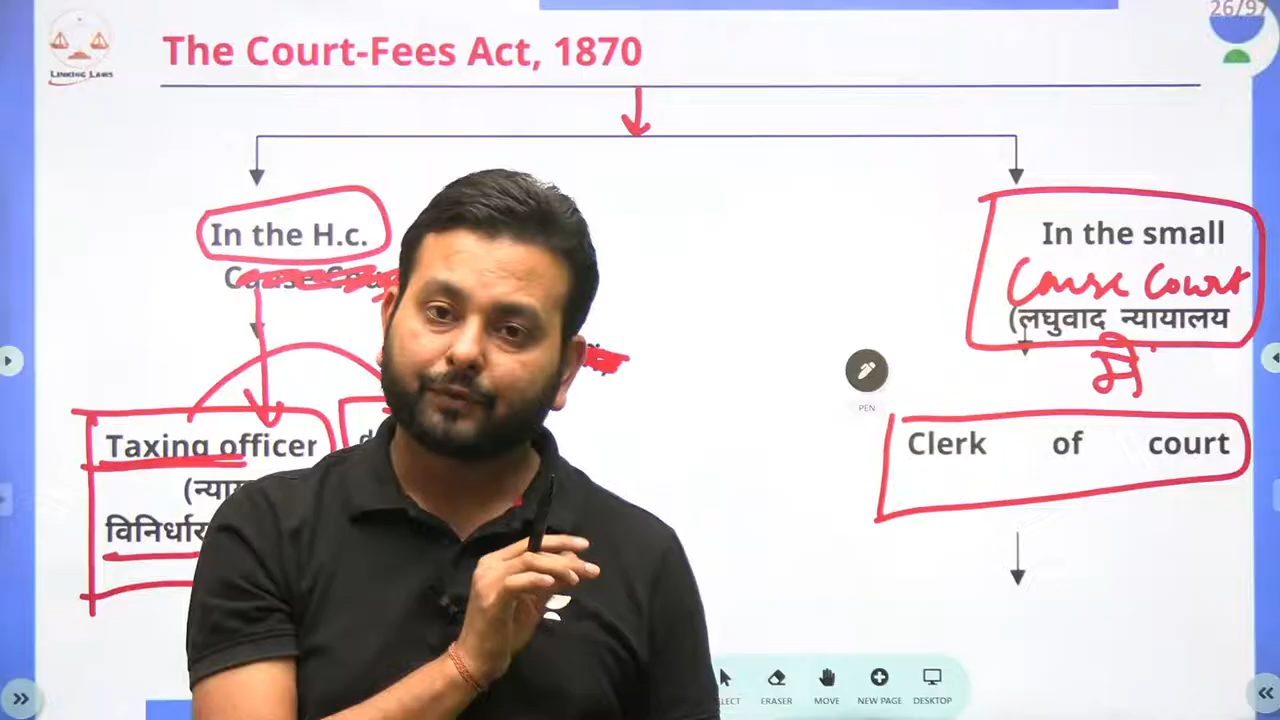 26/97
LINKING LAWS
The Court-Fees Act, 1870
In the H.c.
In the small
Cause Court
(लघुवाद न्यायालय
में
Taxing officer
Clerk of court
PEN
ERASER
MOVE
NEW PAGE
DESKTOP